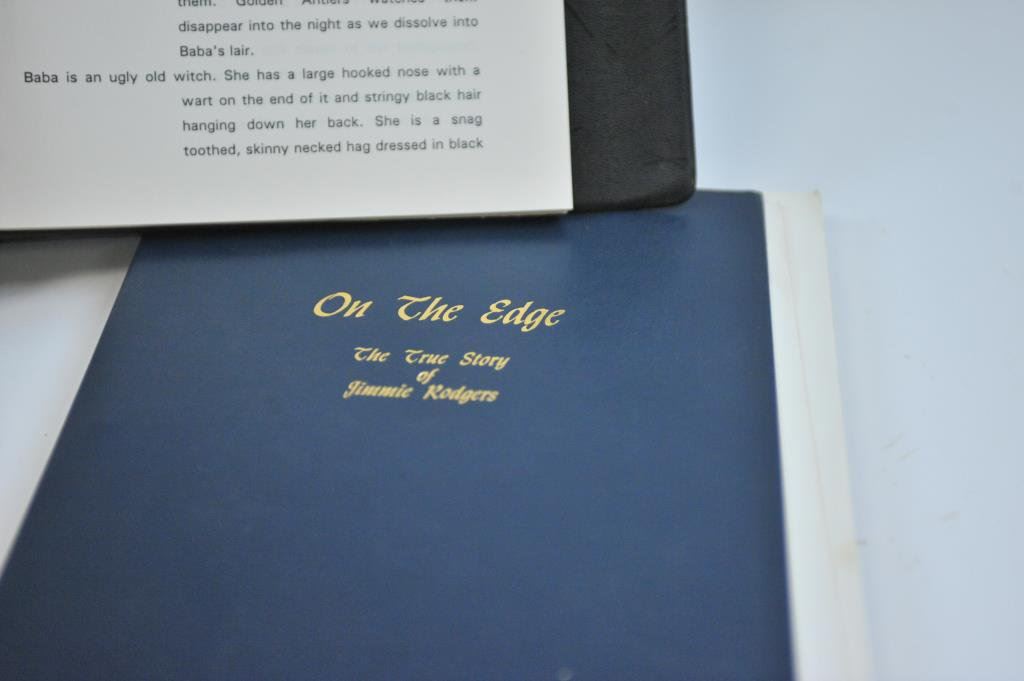 them. Golden Antlers watches them
disappear into the night as we dissolve into
Baba's lair.
Baba is an ugly old witch. She has a large hooked nose with a
wart on the end of it and stringy black hair
hanging down her back. She is a snag
toothed, skinny necked hag dressed in black
On The Edge
The True Story
of
Jimmie Rodgers